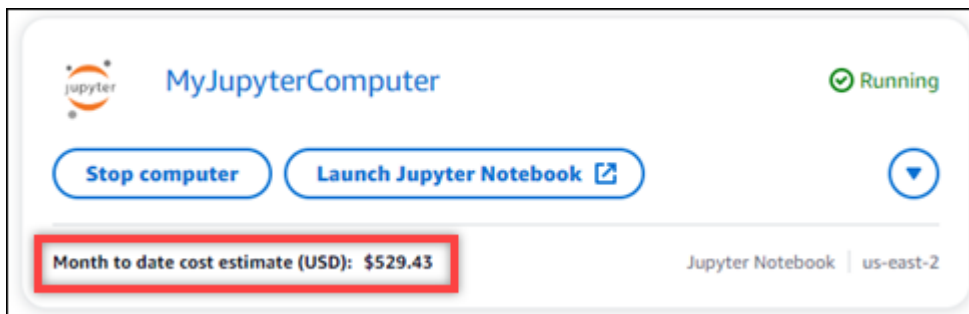 jupyter
MyJupyterComputer
Running
Stop computer
Launch Jupyter Notebook
Month to date cost estimate (USD): $529.43
Jupyter Notebook | us-east-2